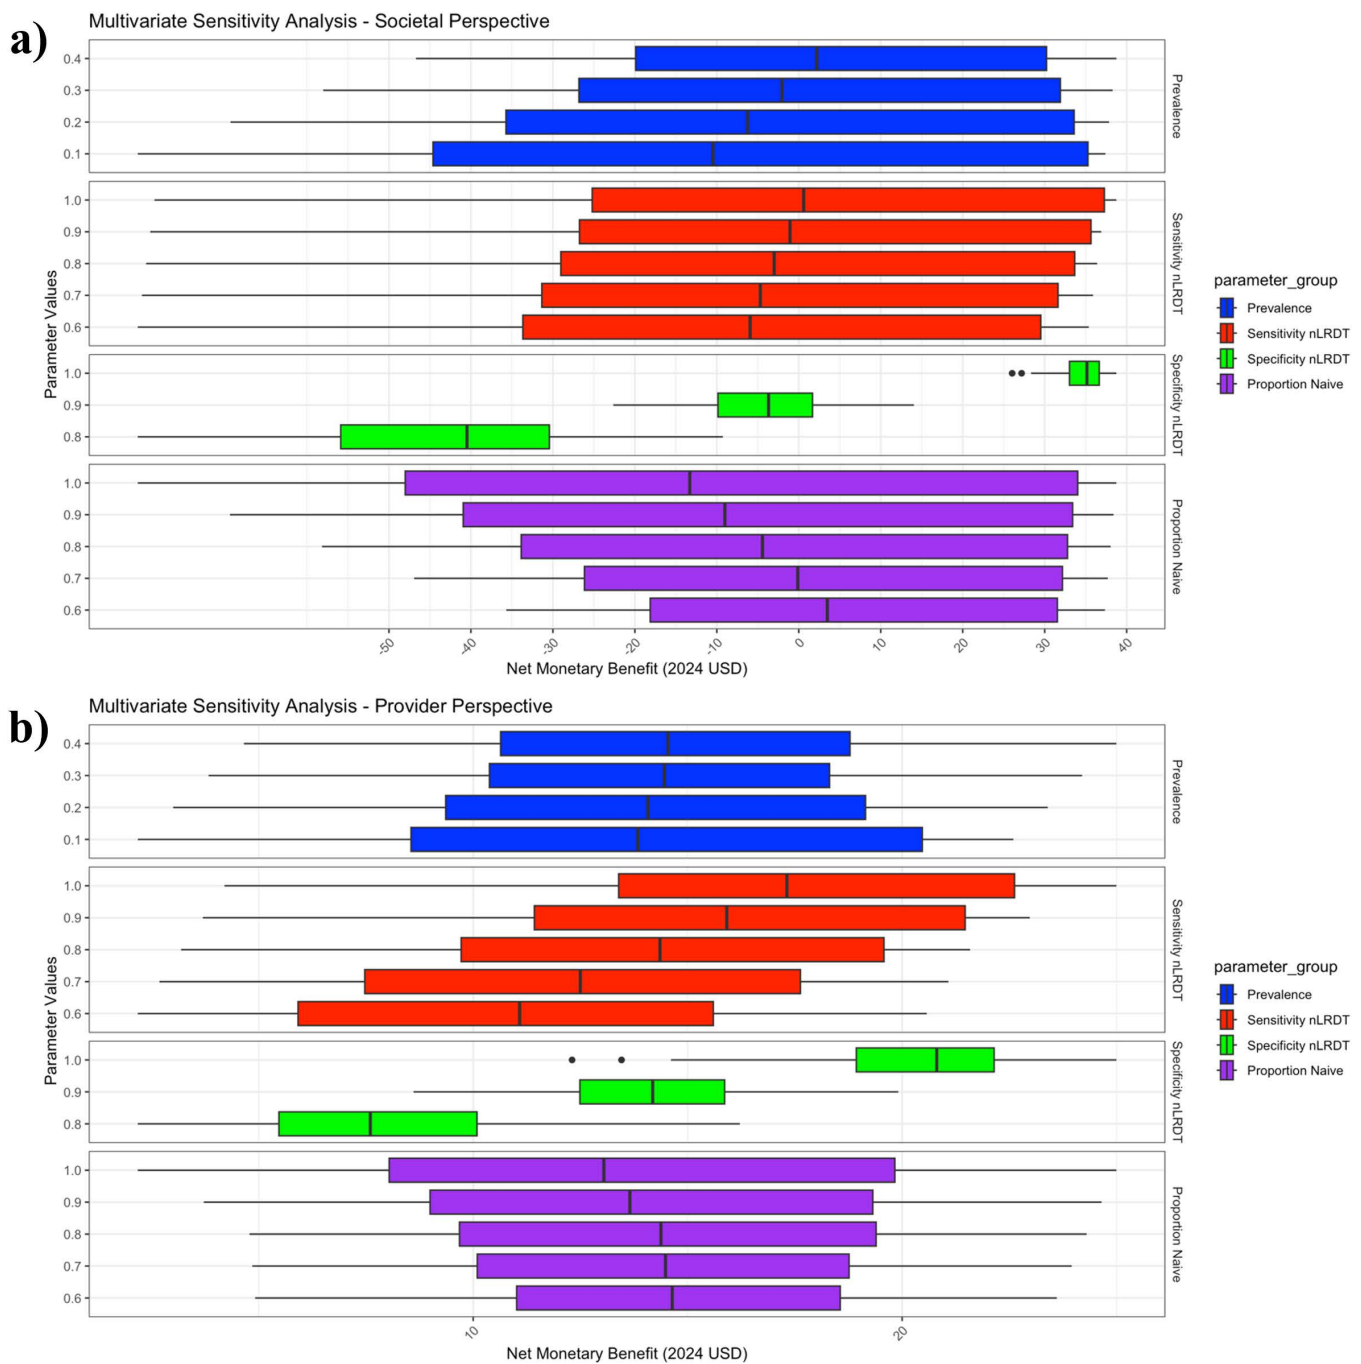 a)
Multivariate Sensitivity Analysis - Societal Perspective
Parameter Values
0.4
0.3
0.2
0.1
Prevalence
1.0
0.9
0.8
0.7
0.6
Sensitivity nLRDT
1.0
0.9
0.8
Specificity nLRDT
1.0
0.9
0.8
0.7
0.6
Proportion Naive
-50 -40 -30 -20 -10 0 10 20 30 40
Net Monetary Benefit (2024 USD)
parameter_group
Prevalence
Sensitivity nLRDT
Specificity nLRDT
Proportion Naive
b)
Multivariate Sensitivity Analysis - Provider Perspective
Parameter Values
0.4
0.3
0.2
0.1
Prevalence
1.0
0.9
0.8
0.7
0.6
Sensitivity nLRDT
1.0
0.9
0.8
Specificity nLRDT
1.0
0.9
0.8
0.7
0.6
Proportion Naive
10 20
Net Monetary Benefit (2024 USD)
parameter_group
Prevalence
Sensitivity nLRDT
Specificity nLRDT
Proportion Naive